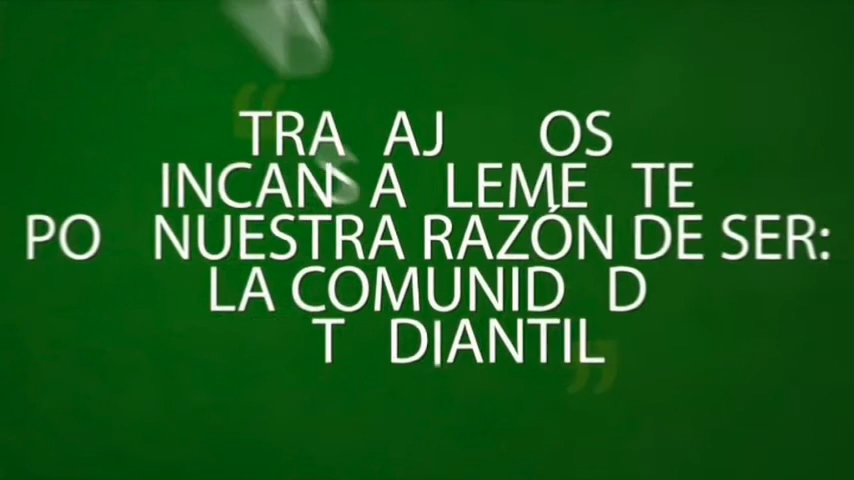 TRA AJ OS
INCAN A LEME TE
PO NUESTRA RAZÓN DE SER:
LA COMUNID D
T DIANTIL